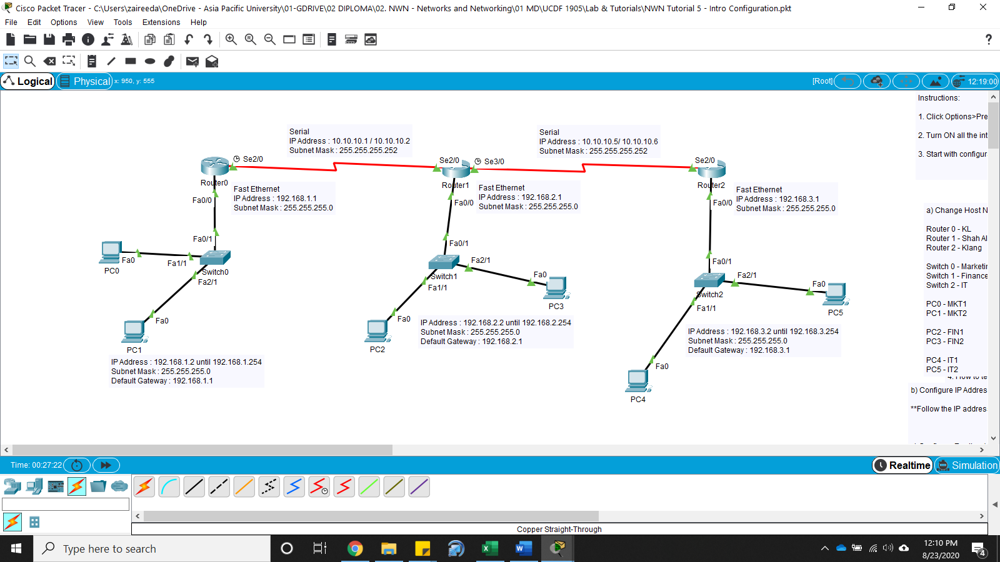 Cisco Packet Tracer - C:\Users\zaireeda\OneDrive - Asia Pacific University\01-GDRIVE\02 DIPLOMA\02. NWN - Networks and Networking\01 MD\UCDF 1905\Lab & Tutorials\NWN Tutorial 5 - Intro Configuration.pkt
File Edit Options View Tools Extensions Help
Logical Physical x: 950, y: 555 [Root] 12:19:00
Instructions:
1. Click Options>Pre
2. Turn ON all the int
3. Start with configur
Serial
IP Address : 10.10.10.1 / 10.10.10.2
Subnet Mask : 255.255.255.252
Serial
IP Address : 10.10.10.5/ 10.10.10.6
Subnet Mask : 255.255.255.252
Se2/0
Router0
Se2/0
Se3/0
Router1
Se2/0
Router2
Fast Ethernet
IP Address : 192.168.1.1
Subnet Mask : 255.255.255.0
Fa0/0
Fast Ethernet
IP Address : 192.168.2.1
Subnet Mask : 255.255.255.0
Fa0/0
Fast Ethernet
IP Address : 192.168.3.1
Subnet Mask : 255.255.255.0
Fa0/0
Fa0/1
Fa0
PC0
Fa1/1
Switch0
Fa2/1
Fa0
PC1
IP Address : 192.168.1.2 until 192.168.1.254
Subnet Mask : 255.255.255.0
Default Gateway : 192.168.1.1
Fa0/1
Fa2/1
Switch1
Fa1/1
Fa0
PC3
Fa0
PC2
IP Address : 192.168.2.2 until 192.168.2.254
Subnet Mask : 255.255.255.0
Default Gateway : 192.168.2.1
Fa0/1
Fa2/1
Switch2
Fa1/1
Fa0
PC5
IP Address : 192.168.3.2 until 192.168.3.254
Subnet Mask : 255.255.255.0
Default Gateway : 192.168.3.1
Fa0
PC4
a) Change Host N
Router 0 - KL
Router 1 - Shah Al
Router 2 - Klang
Switch 0 - Marketin
Switch 1 - Finance
Switch 2 - IT
PC0 - MKT1
PC1 - MKT2
PC2 - FIN1
PC3 - FIN2
PC4 - IT1
PC5 - IT2
b) Configure IP Addres
**Follow the IP addres
Time: 00:27:22
Realtime Simulation
Copper Straight-Through
Type here to search
12:10 PM
8/23/2020
4